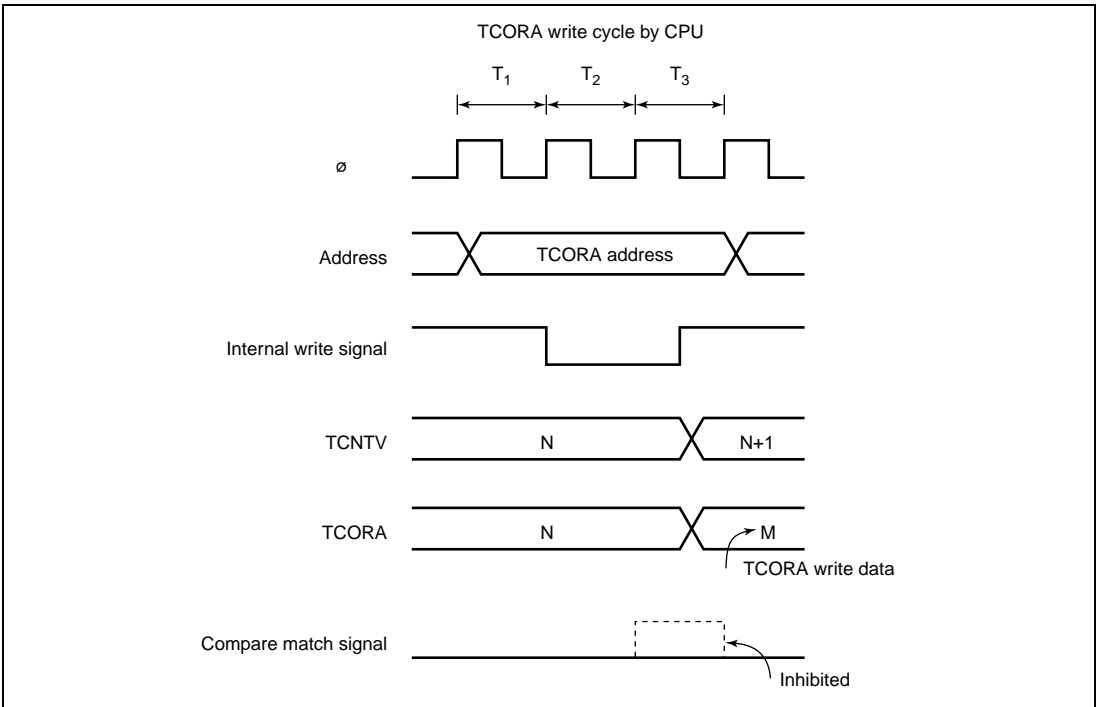 TCORA write cycle by CPU
T1 T2 T3
ø
Address TCORA address
Internal write signal
TCNTV N N+1
TCORA N M
TCORA write data
Compare match signal
Inhibited